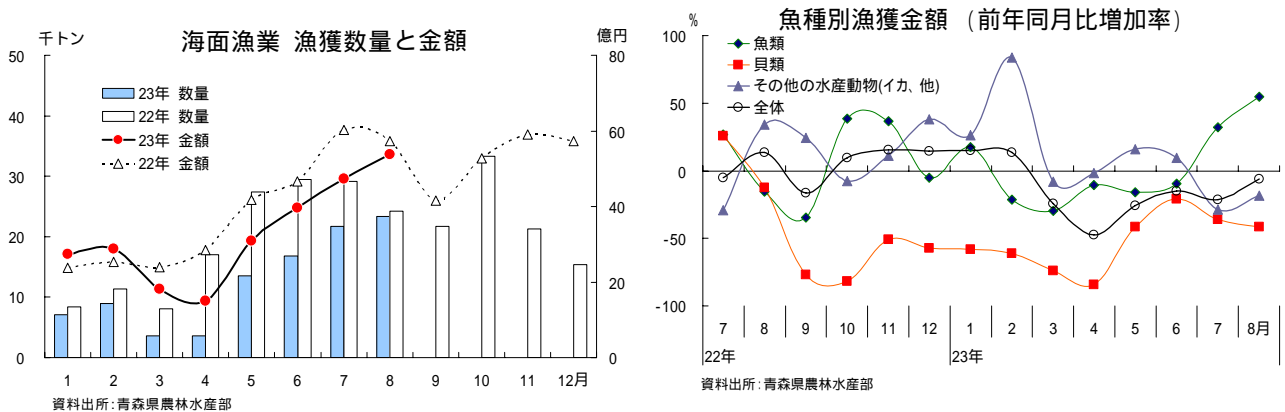 海面漁業 漁獲数量と金額
千トン
億円
50
40
30
20
10
0
80
60
40
20
0
23年 数量
22年 数量
23年 金額
22年 金額
1 2 3 4 5 6 7 8 9 10 11 12月
資料出所:青森県農林水産部
魚種別漁獲金額 (前年同月比増加率)
%
100
50
0
-50
-100
魚類
貝類
その他の水産動物(イカ、他)
全体
7 8 9 10 11 12 1 2 3 4 5 6 7 8月
22年 23年
資料出所:青森県農林水産部